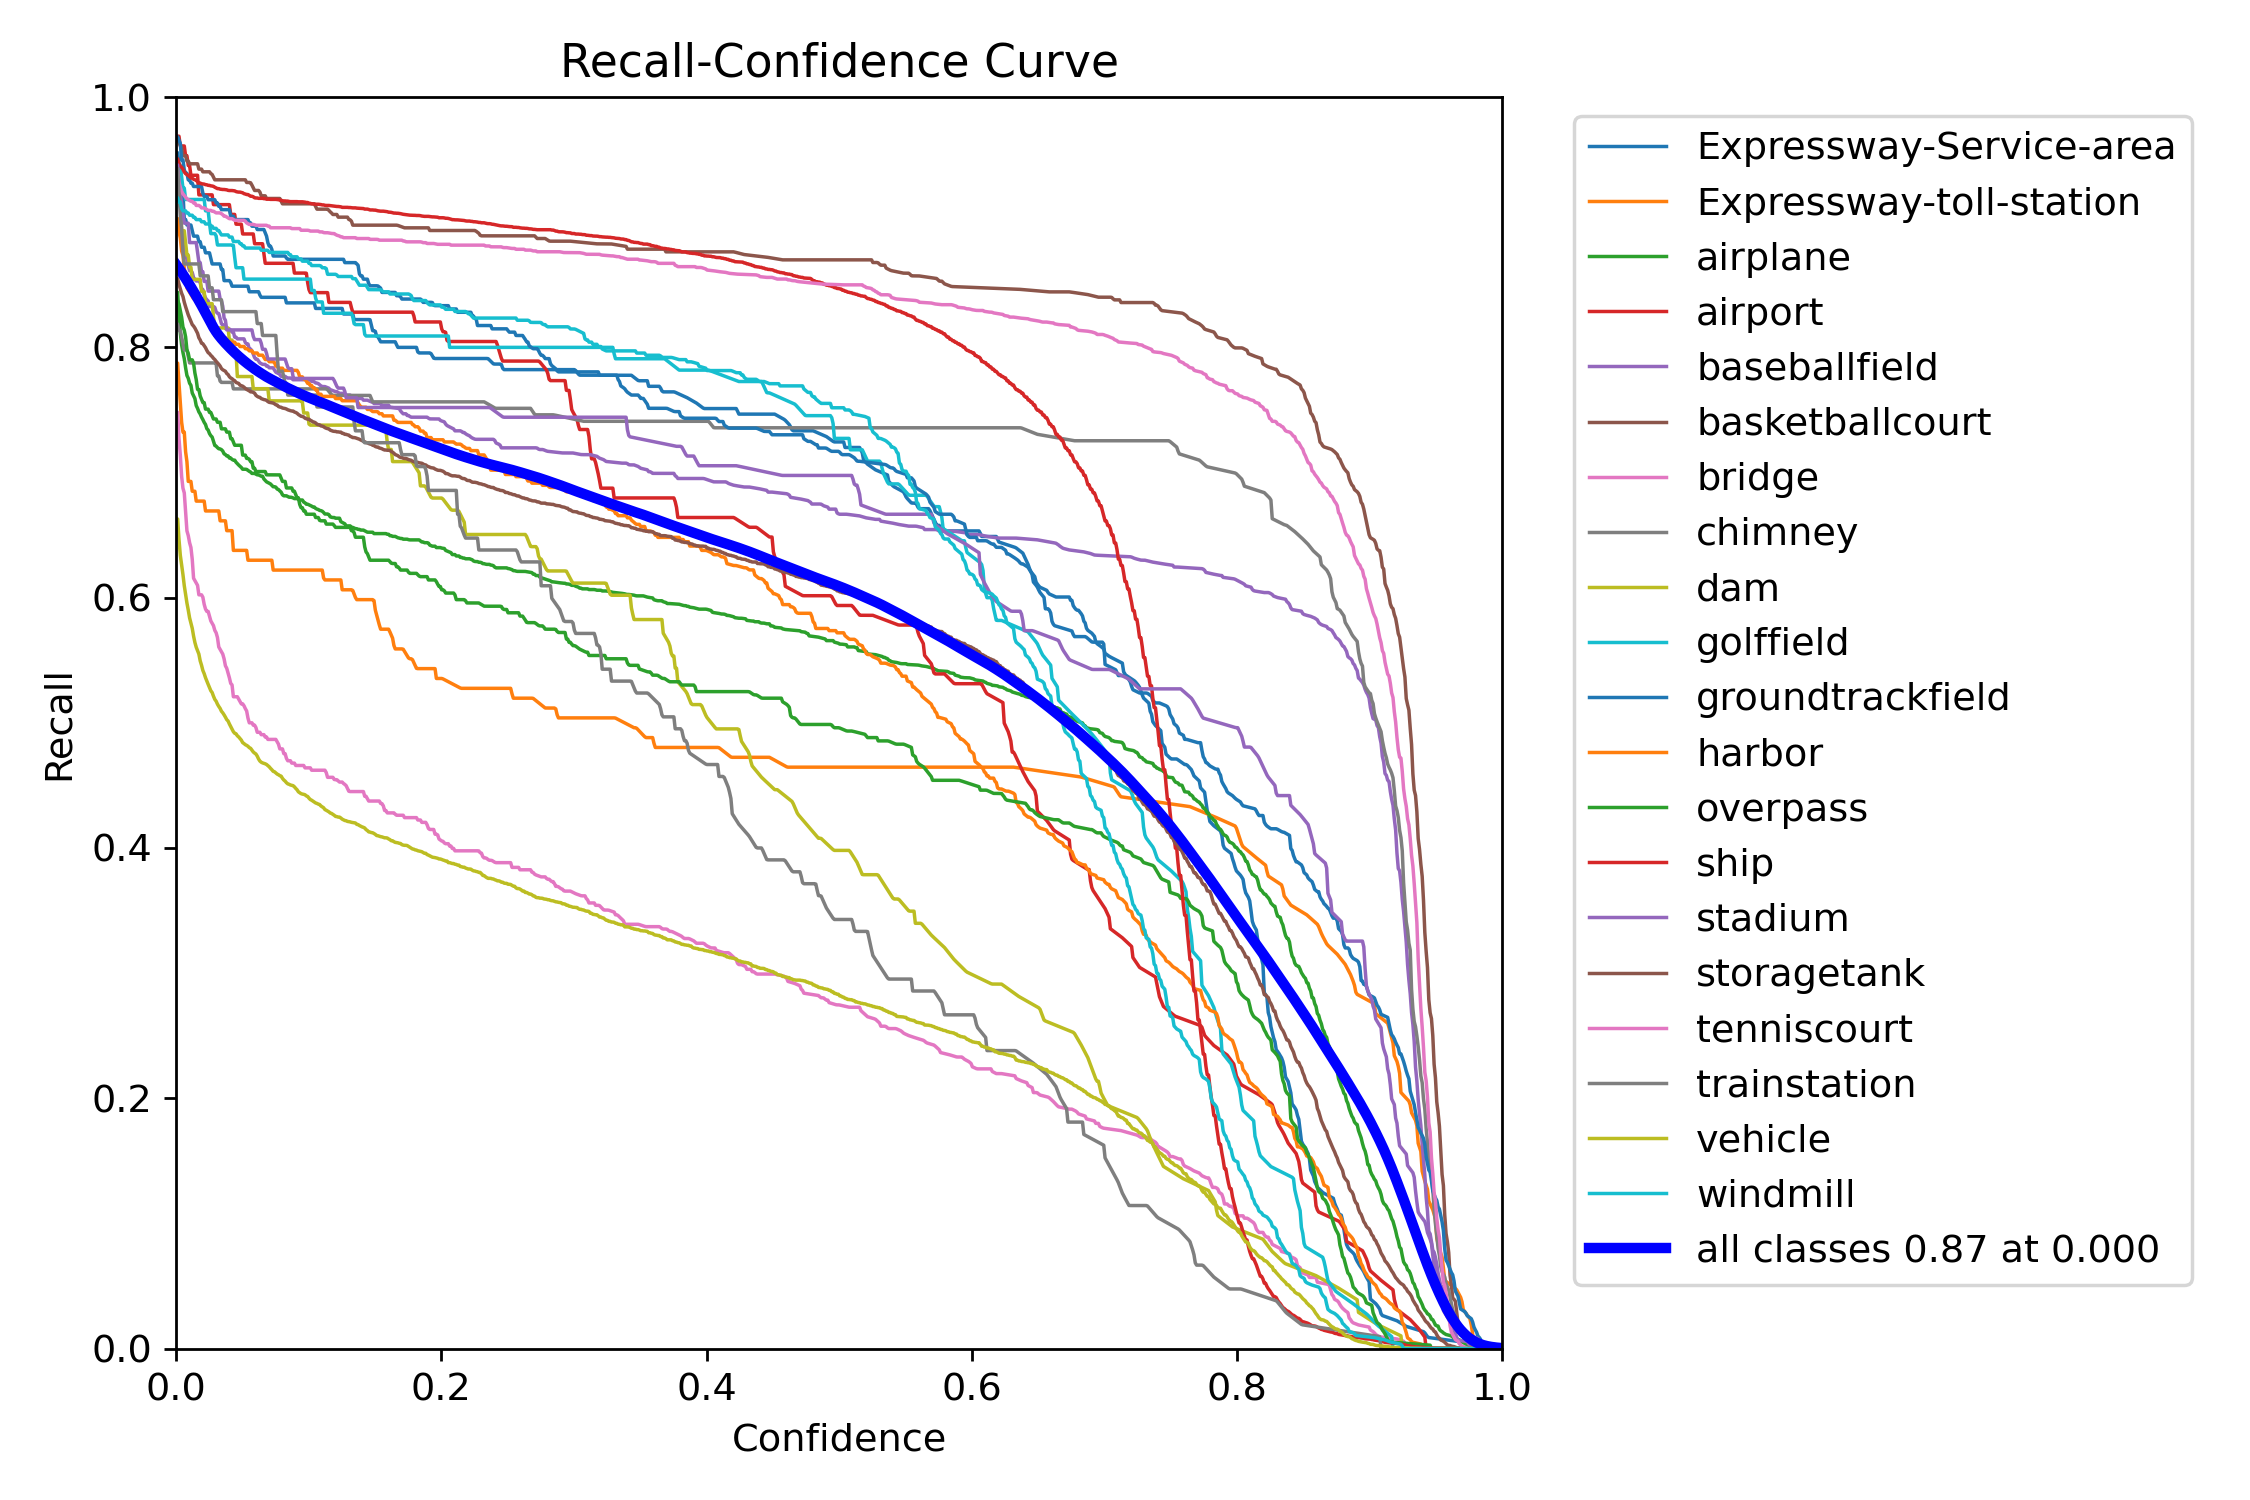 Recall-Confidence Curve
1.0
0.8
0.6
0.4
0.2
0.0
Recall
0.0 0.2 0.4 0.6 0.8 1.0
Confidence
Expressway-Service-area
Expressway-toll-station
airplane
airport
baseballfield
basketballcourt
bridge
chimney
dam
golffield
groundtrackfield
harbor
overpass
ship
stadium
storagetank
tenniscourt
trainstation
vehicle
windmill
all classes 0.87 at 0.000